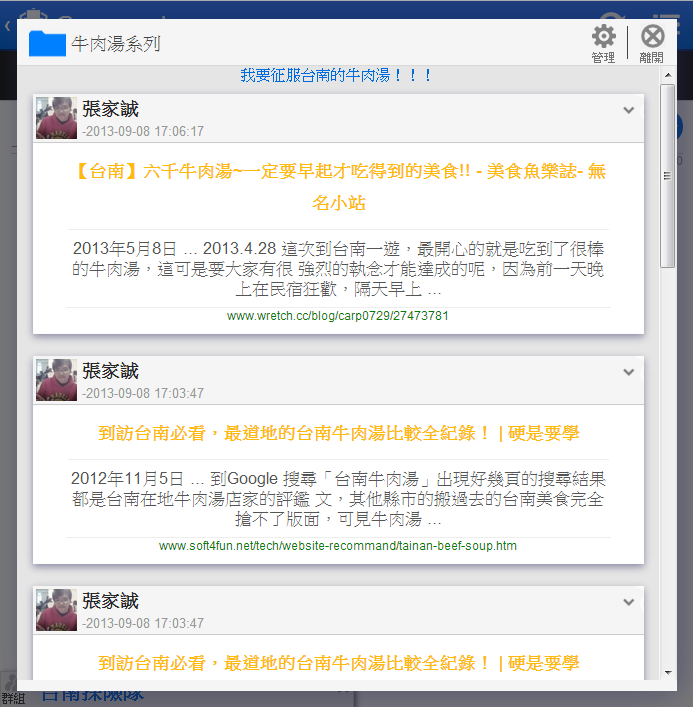 牛肉湯系列
管理
離開
我要征服台南的牛肉湯！！！
張家誠
-2013-09-08 17:06:17
【台南】六千牛肉湯~一定要早起才吃得到的美食!! - 美食魚樂誌- 無
名小站
2013年5月8日 ... 2013.4.28 這次到台南一遊，最開心的就是吃到了很棒
的牛肉湯，這可是要大家有很 強烈的執念才能達成的呢，因為前一天晚
上在民宿狂歡，隔天早上 ...
www.wretch.cc/blog/carp0729/27473781
張家誠
-2013-09-08 17:03:47
到訪台南必看，最道地的台南牛肉湯比較全紀錄！ | 硬是要學
2012年11月5日 ... 到Google 搜尋「台南牛肉湯」出現好幾頁的搜尋結果
都是台南在地牛肉湯店家的評鑑 文，其他縣市的搬過去的台南美食完全
搶不了版面，可見牛肉湯 ...
www.soft4fun.net/tech/website-recommand/tainan-beef-soup.htm
張家誠
-2013-09-08 17:03:47
到訪台南必看，最道地的台南牛肉湯比較全紀錄！ | 硬是要學
群組
台南探險隊